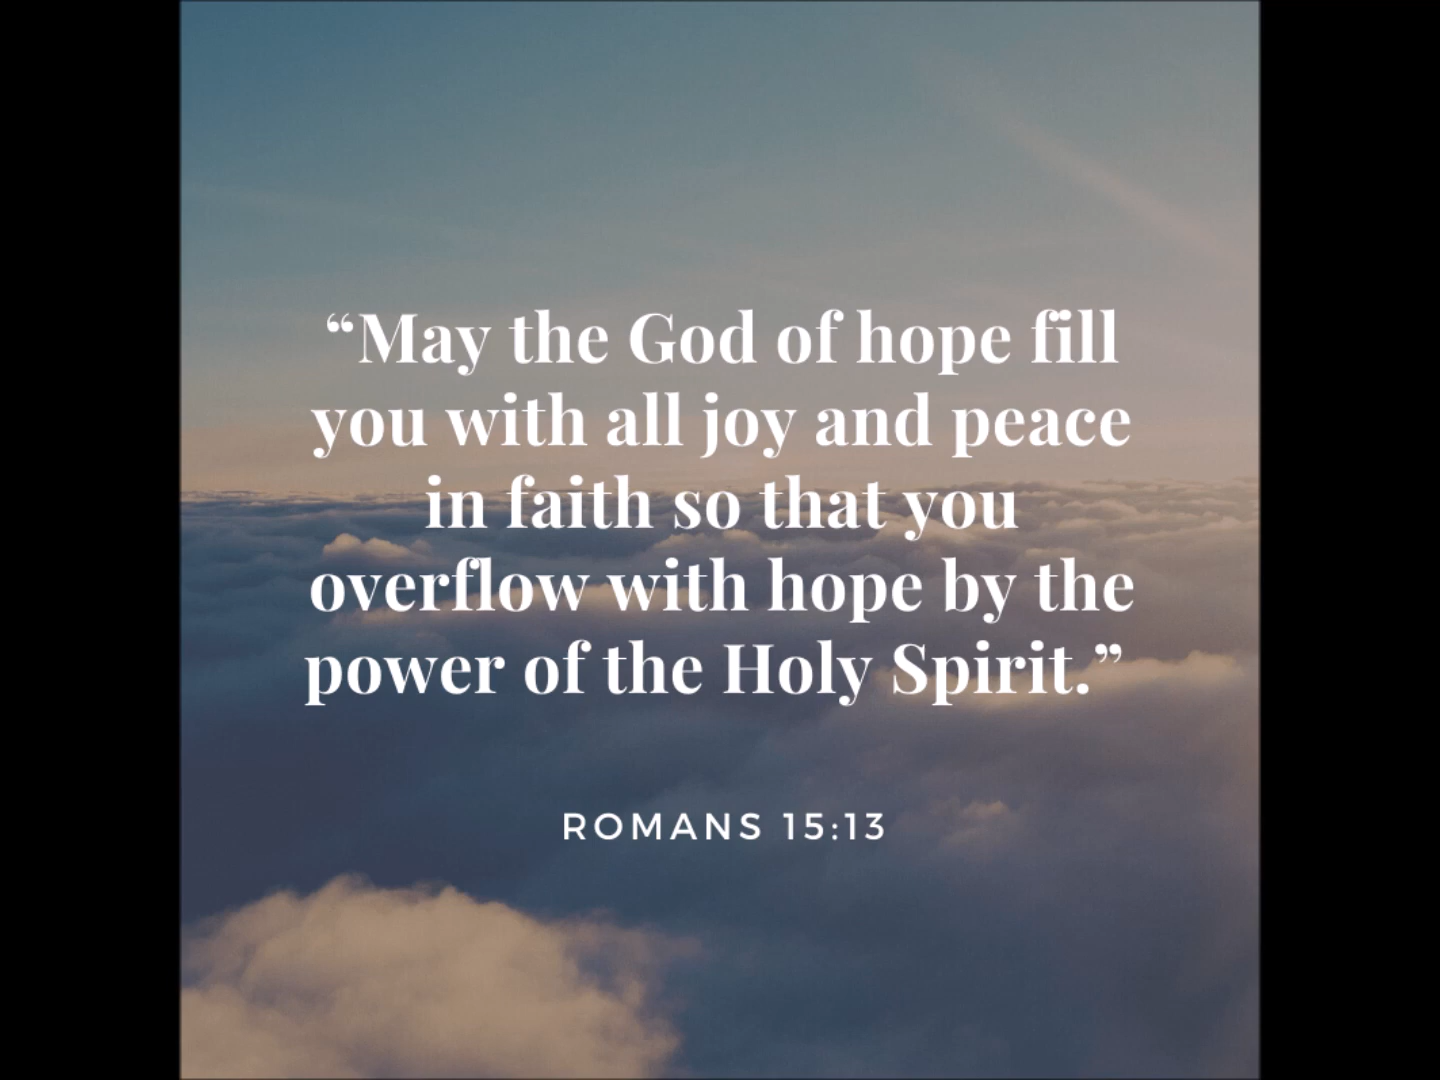 “May the God of hope fill
you with all joy and peace
in faith so that you
overflow with hope by the
power of the Holy Spirit.”
ROMANS 15:13